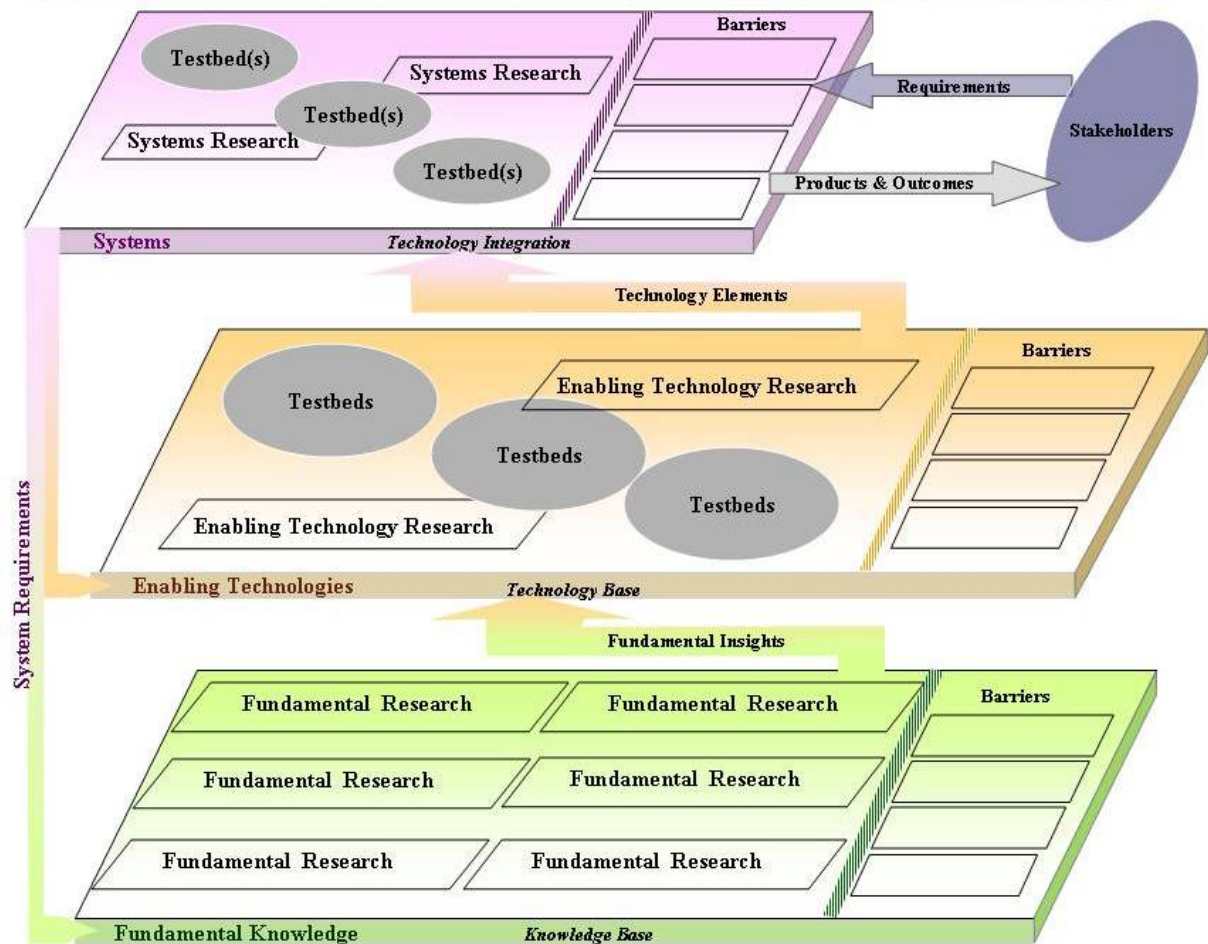 Barriers
Testbed(s)
Systems Research
Requirements
Testbed(s)
Systems Research
Stakeholders
Testbed(s)
Products & Outcomes
Systems
Technology Integration
Technology Elements
Barriers
Enabling Technology Research
Testbeds
Testbeds
Testbeds
Enabling Technology Research
System Requirements
Enabling Technologies
Technology Base
Fundamental Insights
Fundamental Research
Fundamental Research
Barriers
Fundamental Research
Fundamental Research
Fundamental Research
Fundamental Research
Fundamental Knowledge
Knowledge Base